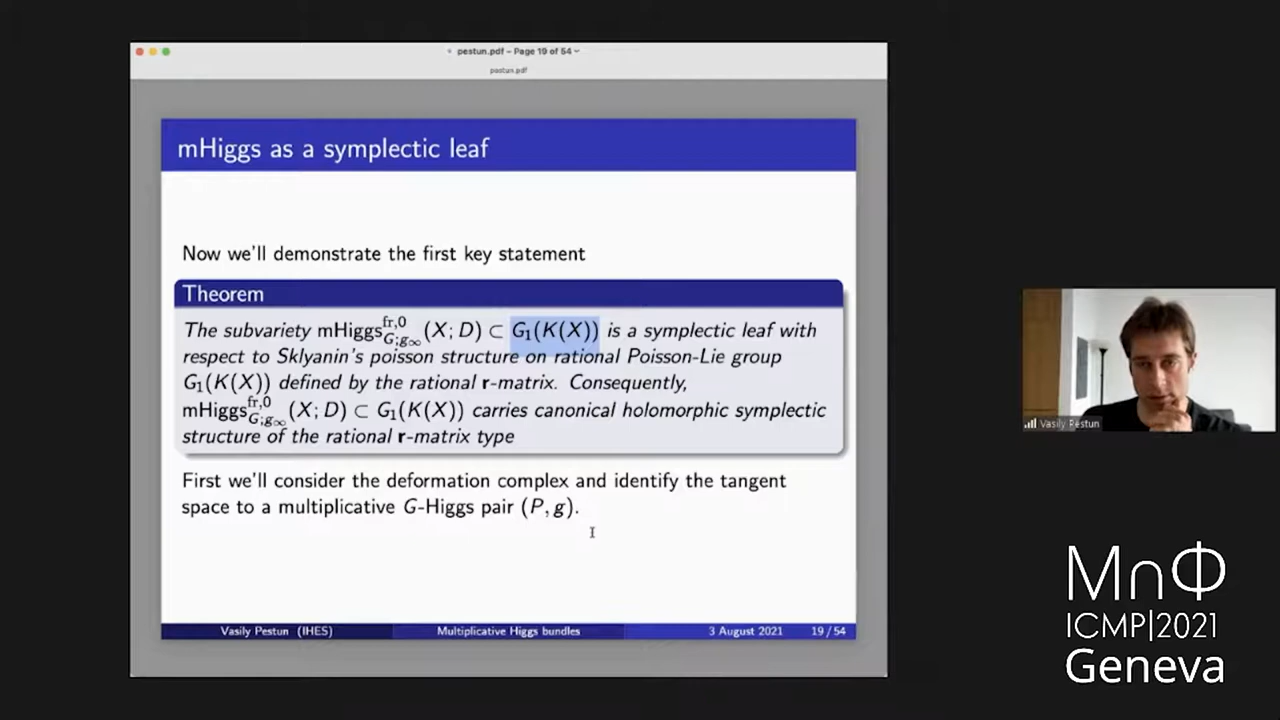 pestun.pdf – Page 19 of 54
pestun.pdf
mHiggs as a symplectic leaf
Now we'll demonstrate the first key statement
Theorem
The subvariety mHiggs^{fr,0}_{G;g_∞}(X; D) ⊂ G₁(K(X)) is a symplectic leaf with
respect to Sklyanin's poisson structure on rational Poisson-Lie group
G₁(K(X)) defined by the rational r-matrix. Consequently,
mHiggs^{fr,0}_{G;g_∞}(X; D) ⊂ G₁(K(X)) carries canonical holomorphic symplectic
structure of the rational r-matrix type
First we'll consider the deformation complex and identify the tangent
space to a multiplicative G-Higgs pair (P, g).
Vasily Pestun (IHES) Multiplicative Higgs bundles 3 August 2021 19 / 54
Vasily Pestun
M∩Φ
ICMP|2021
Geneva